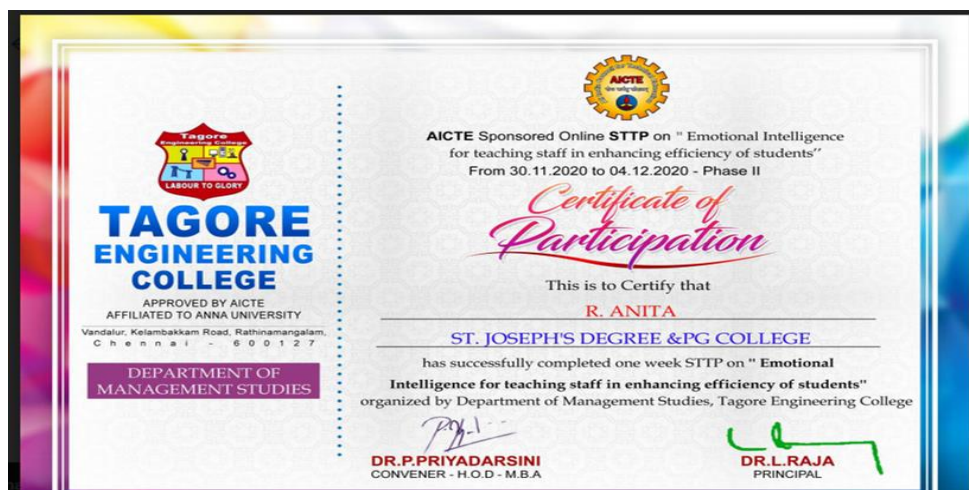 Tagore
Engineering College
LABOUR TO GLORY
TAGORE
ENGINEERING
COLLEGE
APPROVED BY AICTE
AFFILIATED TO ANNA UNIVERSITY
Vandalur, Kelambakkam Road, Rathinamangalam,
Chennai - 600127
DEPARTMENT OF
MANAGEMENT STUDIES
AICTE
AICTE Sponsored Online STTP on " Emotional Intelligence
for teaching staff in enhancing efficiency of students"
From 30.11.2020 to 04.12.2020 - Phase II
Certificate of
Participation
This is to Certify that
R. ANITA
ST. JOSEPH'S DEGREE &PG COLLEGE
has successfully completed one week STTP on " Emotional
Intelligence for teaching staff in enhancing efficiency of students"
organized by Department of Management Studies, Tagore Engineering College
DR.P.PRIYADARSINI
CONVENER - H.O.D - M.B.A
DR.L.RAJA
PRINCIPAL